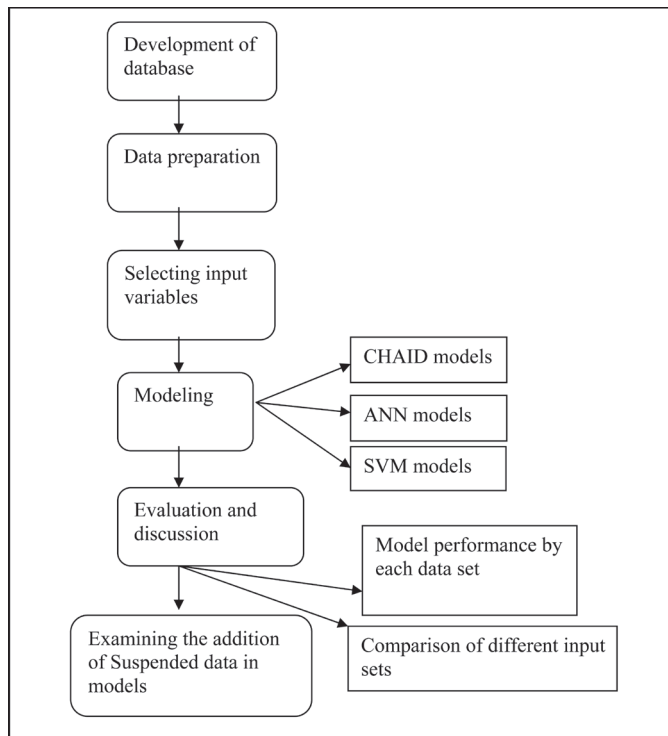 Development of
database
Data preparation
Selecting input
variables
Modeling
CHAID models
ANN models
SVM models
Evaluation and
discussion
Model performance by
each data set
Comparison of different input
sets
Examining the addition
of Suspended data in
models